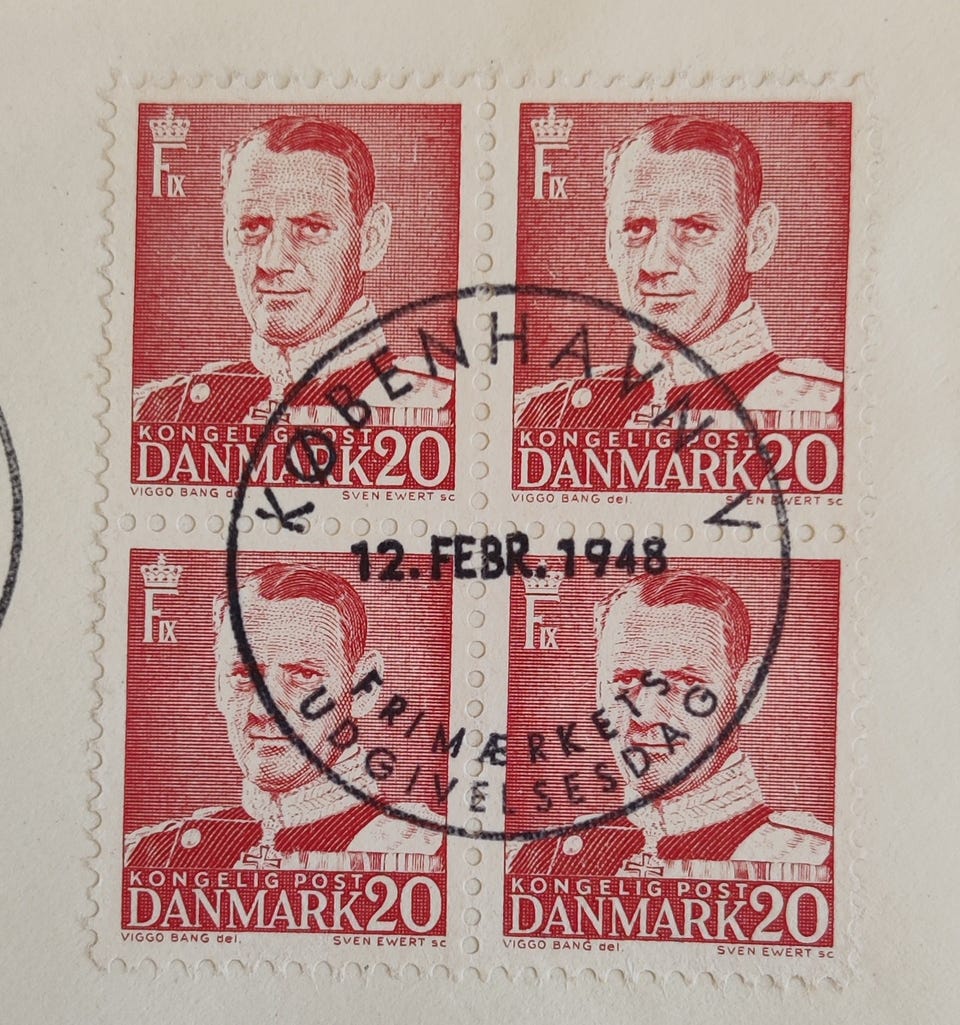 FIX
FIX
KONGELIG POST
DANMARK 20
VIGGO BANG del.
SVEN EWERT sc
KONGELIG POST
DANMARK 20
VIGGO BANG del.
SVEN EWERT sc
KØBENHAVN V
12. FEBR. 1948
FRIMÆRKETS
UDGIVELSESDAG
FIX
FIX
KONGELIG POST
DANMARK 20
VIGGO BANG del.
SVEN EWERT sc
KONGELIG POST
DANMARK 20
VIGGO BANG del.
SVEN EWERT sc